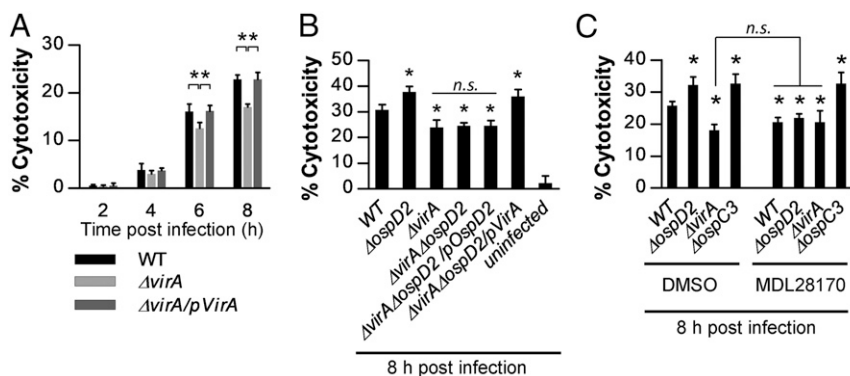 A
% Cytotoxicity
30
20
10
0
** **
2 4 6 8
Time post infection (h)
WT
ΔvirA
ΔvirA/pVirA
B
% Cytotoxicity
50
40
30
20
10
0
*
n.s.
* * * *
WT
ΔospD2
ΔvirA
ΔvirAΔospD2
ΔvirAΔospD2 /pOspD2
ΔvirAΔospD2/pVirA
uninfected
8 h post infection
C
% Cytotoxicity
40
30
20
10
0
n.s.
* * * * * * *
WT
ΔospD2
ΔvirA
ΔospC3
WT
ΔospD2
ΔvirA
ΔospC3
DMSO MDL28170
8 h post infection